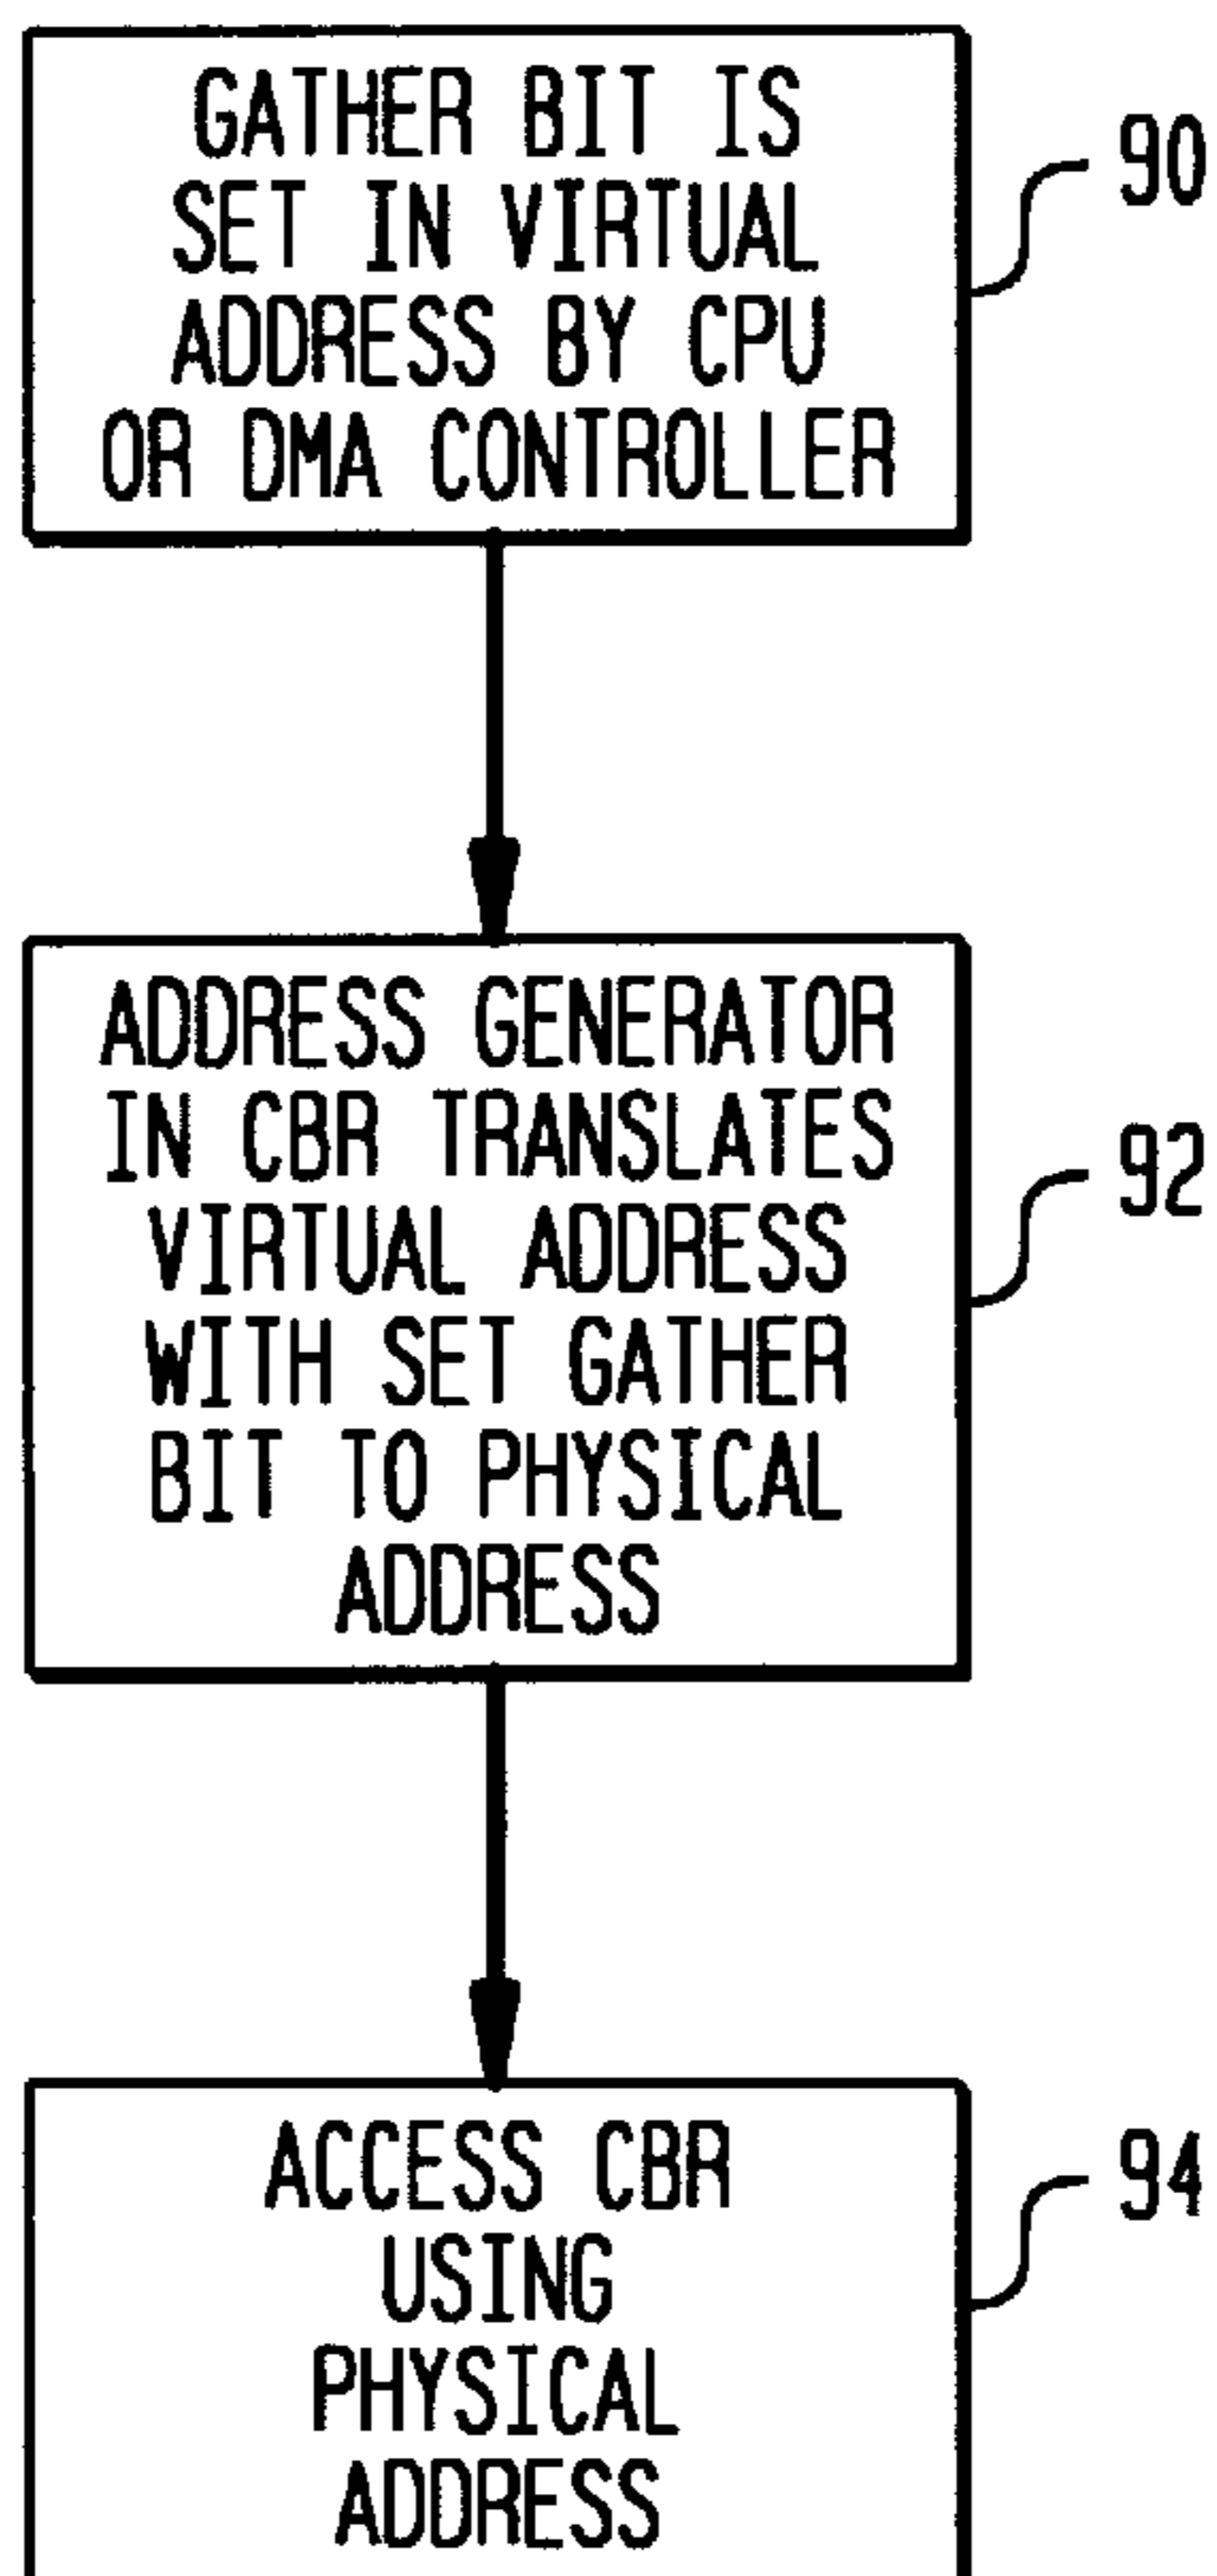 GATHER BIT IS
SET IN VIRTUAL
ADDRESS BY CPU
OR DMA CONTROLLER
90
ADDRESS GENERATOR
IN CBR TRANSLATES
VIRTUAL ADDRESS
WITH SET GATHER
BIT TO PHYSICAL
ADDRESS
92
ACCESS CBR
USING
PHYSICAL
ADDRESS
94